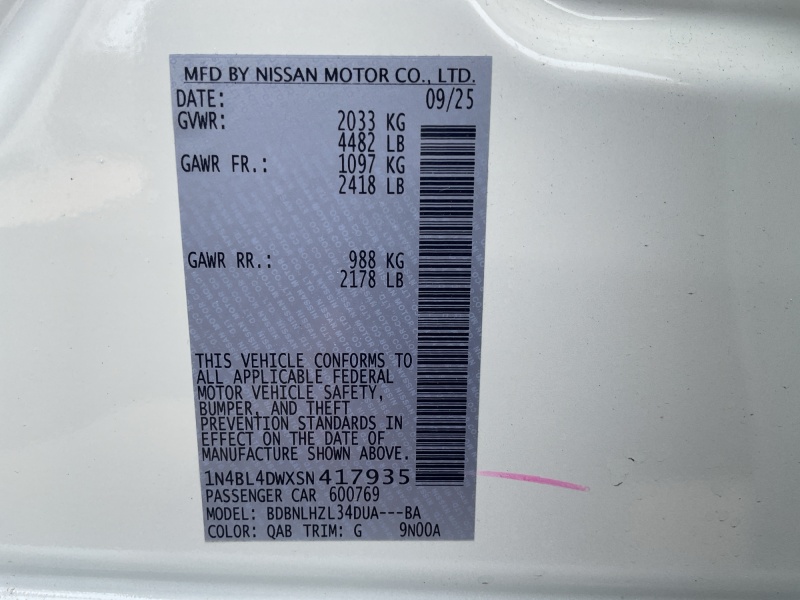 MFD BY NISSAN MOTOR CO., LTD.
DATE: 09/25
GVWR: 2033 KG
4482 LB
GAWR FR.: 1097 KG
2418 LB
GAWR RR.: 988 KG
2178 LB
THIS VEHICLE CONFORMS TO
ALL APPLICABLE FEDERAL
MOTOR VEHICLE SAFETY,
BUMPER, AND THEFT
PREVENTION STANDARDS IN
EFFECT ON THE DATE OF
MANUFACTURE SHOWN ABOVE.
1N4BL4DWXSN417935
PASSENGER CAR 600769
MODEL: BDBNLHZL34DUA---BA
COLOR: QAB TRIM: G 9N00A